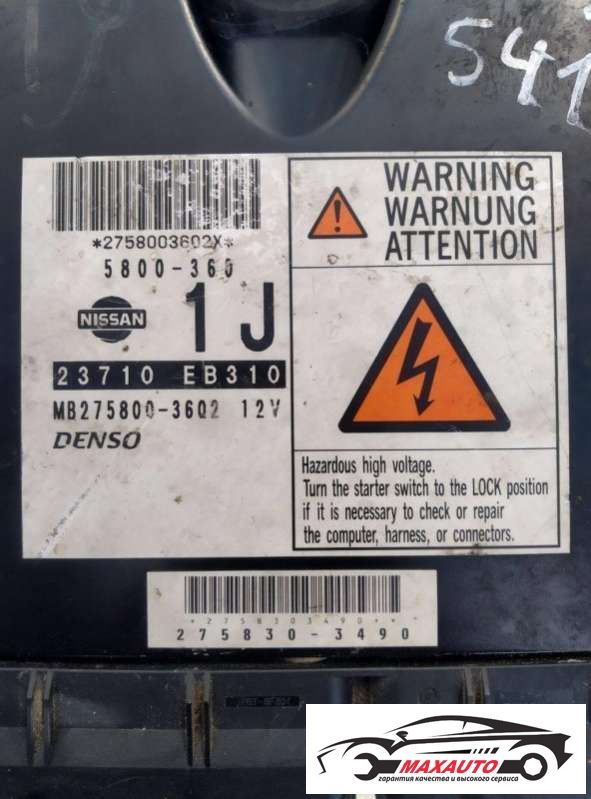 541
*2758003602X*
5800-360
NISSAN
1J
23710 EB310
MB275800-3602 12V
DENSO
WARNING
WARNUNG
ATTENTION
Hazardous high voltage.
Turn the starter switch to the LOCK position
if it is necessary to check or repair
the computer, harness, or connectors.
275830-3490
MAXAUTO
гарантия качества и высокого сервиса